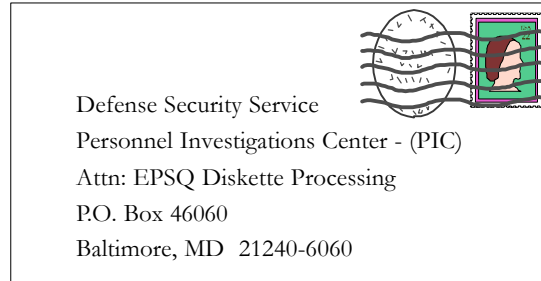 Defense Security Service
Personnel Investigations Center - (PIC)
Attn: EPSQ Diskette Processing
P.O. Box 46060
Baltimore, MD  21240-6060